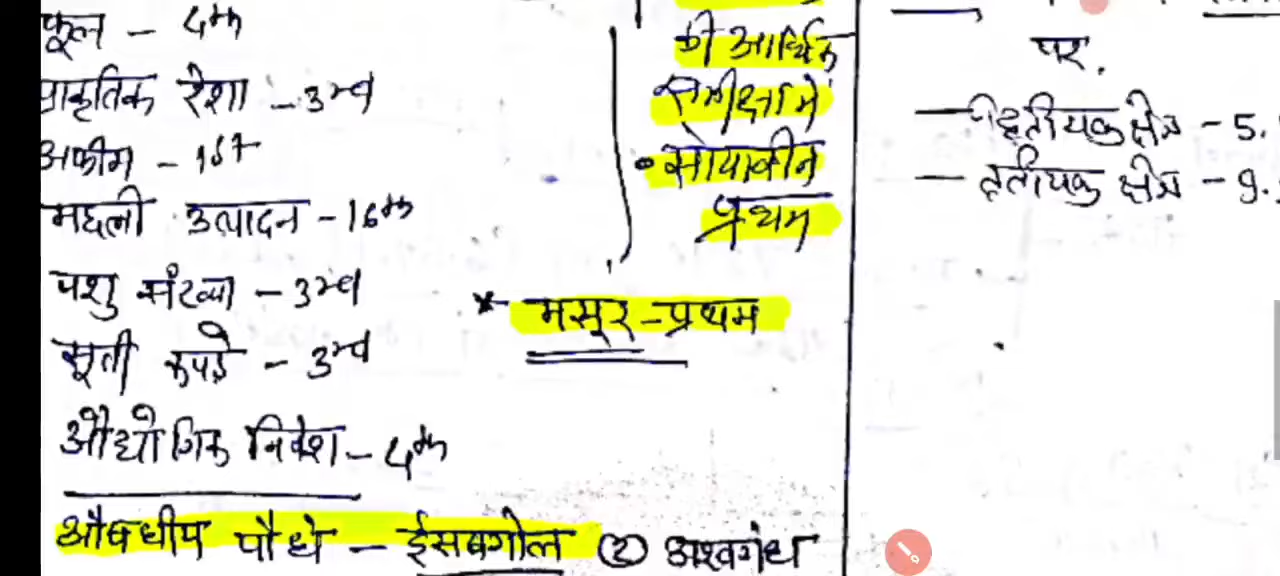 फूल - 4th
प्राकृतिक रेशा - 3rd
अफीम - 1st
मछली उत्पादन - 16th
पशु संख्या - 3rd
सूती कपड़े - 3rd
औद्योगिक निवेश - 4th
औषधीय पौधे - ईसबगोल (2) अश्वगंध
की आर्थिक
समीक्षा में
• सोयाबीन
प्रथम
* मसूर - प्रथम
पर.
- द्वितीयक क्षेत्र - 5.
- तृतीयक क्षेत्र - 9.